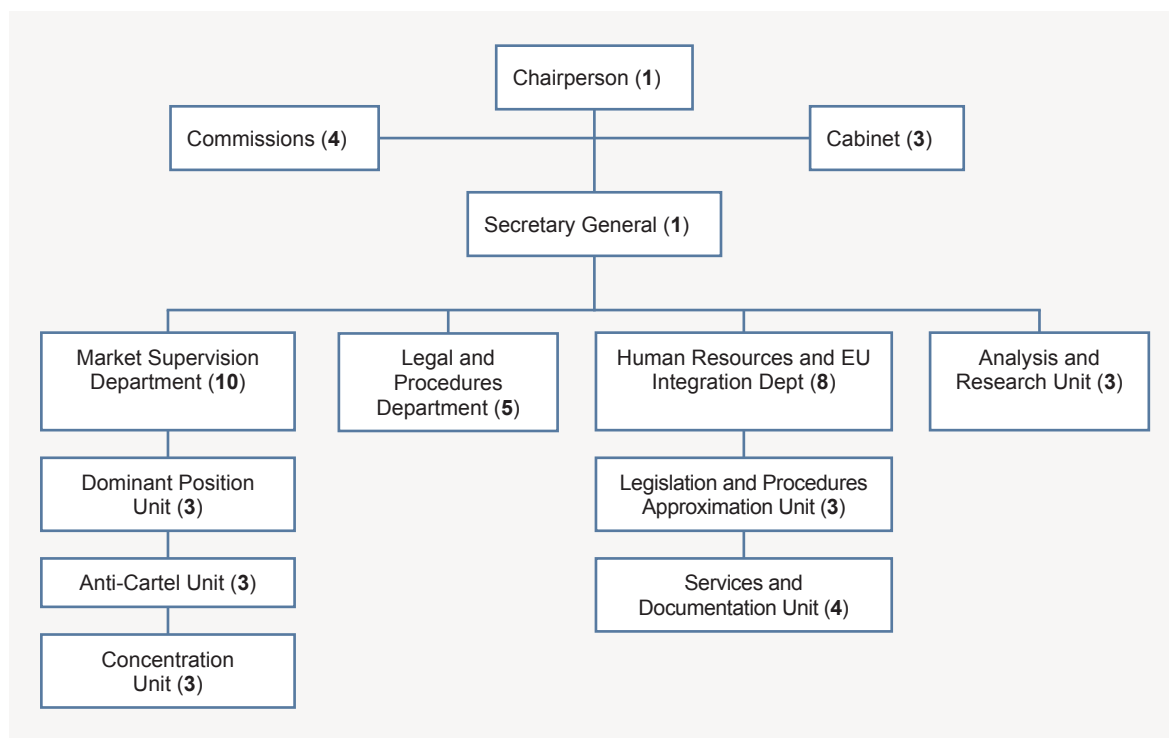 Chairperson (1)
Commissions (4)
Cabinet (3)
Secretary General (1)
Market Supervision
Department (10)
Legal and
Procedures
Department (5)
Human Resources and EU
Integration Dept (8)
Analysis and
Research Unit (3)
Dominant Position
Unit (3)
Legislation and Procedures
Approximation Unit (3)
Anti-Cartel Unit (3)
Services and
Documentation Unit (4)
Concentration
Unit (3)